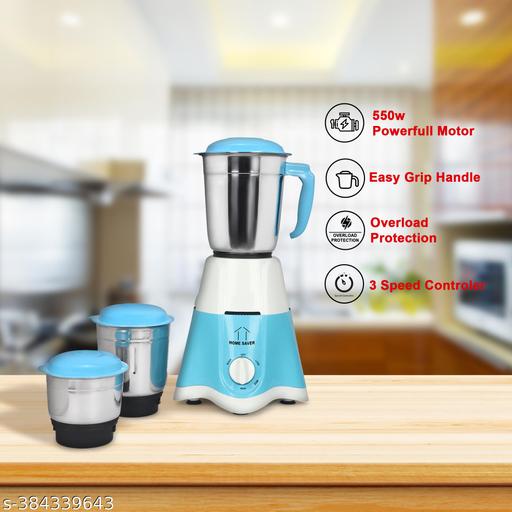 550w
Powerfull Motor
Easy Grip Handle
OVERLOAD
PROTECTION
Overload
Protection
3 Speed Controler
HOME SAVER
s-384339643